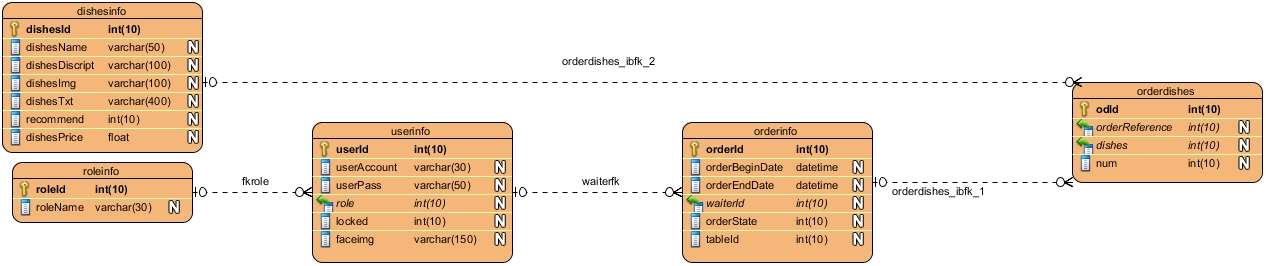 dishesinfo
dishesId int(10)
dishesName varchar(50) N
dishesDiscript varchar(100) N
dishesImg varchar(100) N
dishesTxt varchar(400) N
recommend int(10) N
dishesPrice float N
roleinfo
roleId int(10)
roleName varchar(30) N
fkrole
userinfo
userId int(10)
userAccount varchar(30) N
userPass varchar(50) N
role int(10) N
locked int(10) N
faceimg varchar(150) N
waiterfk
orderinfo
orderId int(10)
orderBeginDate datetime N
orderEndDate datetime N
waiterId int(10) N
orderState int(10) N
tableId int(10) N
orderdishes_ibfk_2
orderdishes_ibfk_1
orderdishes
odId int(10)
orderReference int(10) N
dishes int(10) N
num int(10) N